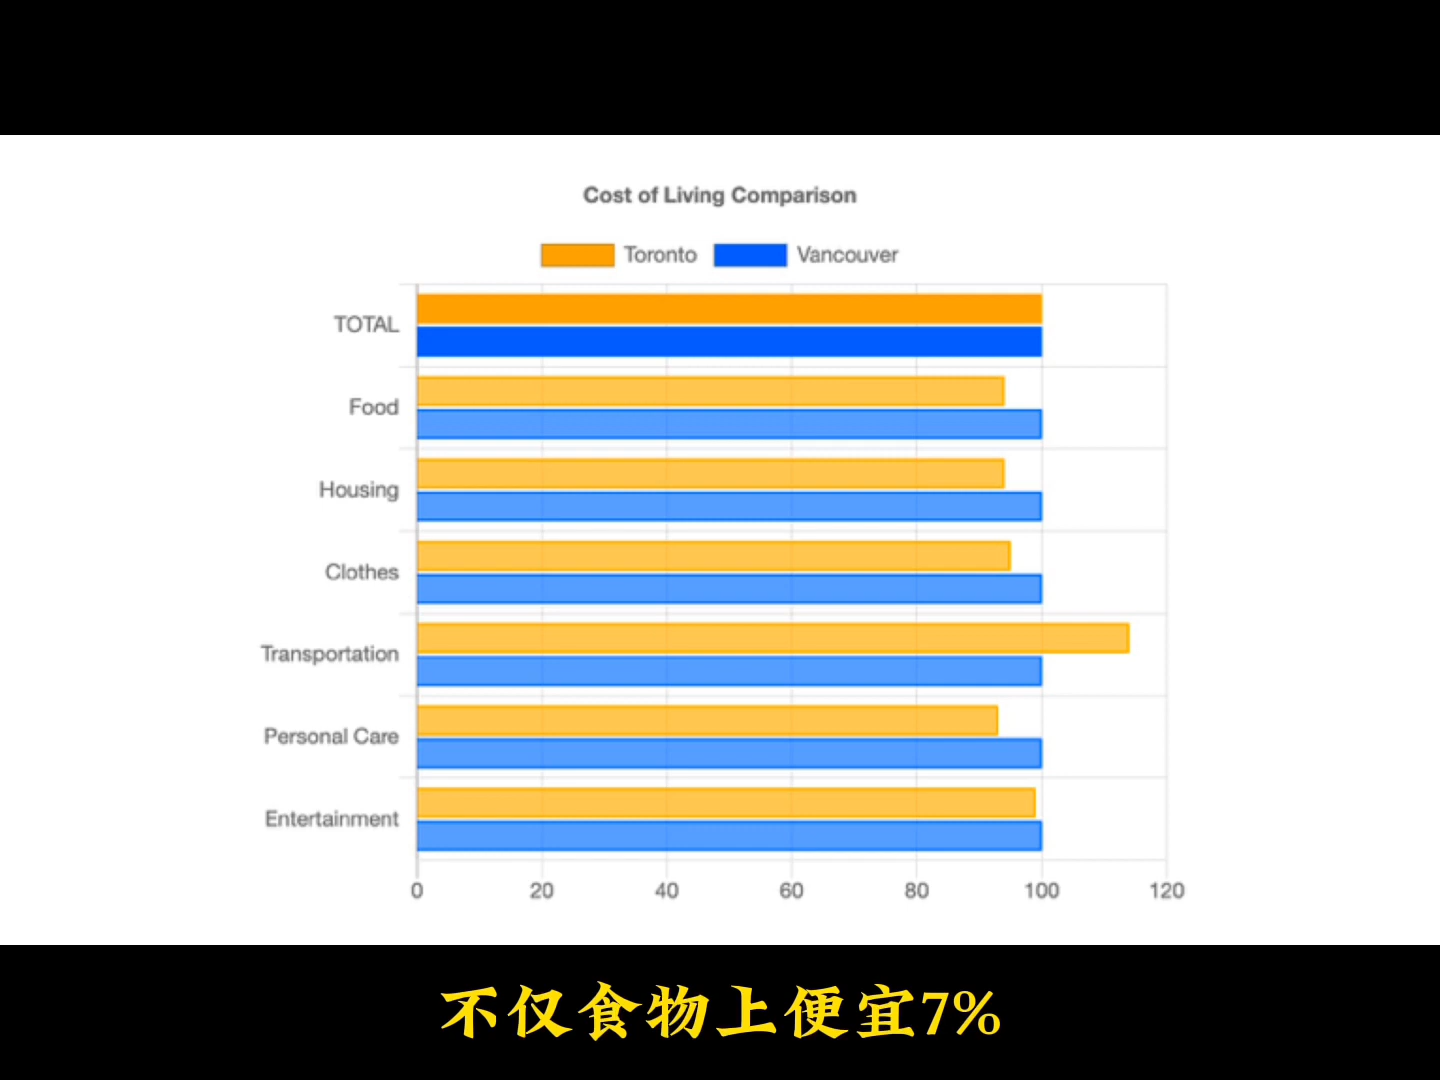 Cost of Living Comparison
Toronto Vancouver
TOTAL
Food
Housing
Clothes
Transportation
Personal Care
Entertainment
0 20 40 60 80 100 120
不仅食物上便宜7%